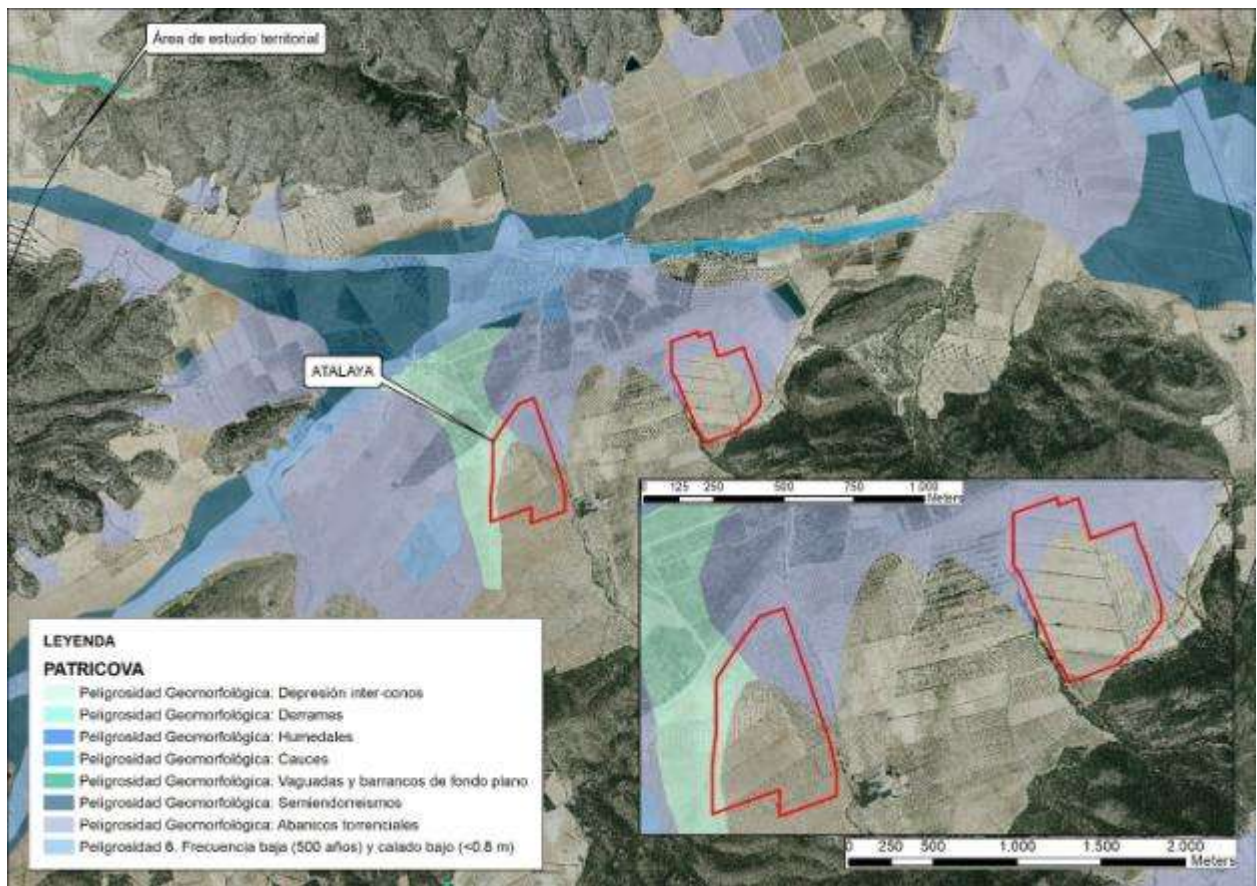 Área de estudio territorial
ATALAYA
0 125 250 500 750 1.000
Meters
LEYENDA
PATRICOVA
Peligrosidad Geomorfológica: Depresión inter-conos
Peligrosidad Geomorfológica: Derrames
Peligrosidad Geomorfológica: Humedales
Peligrosidad Geomorfológica: Cauces
Peligrosidad Geomorfológica: Vaguadas y barrancos de fondo plano
Peligrosidad Geomorfológica: Semiendorreismos
Peligrosidad Geomorfológica: Abanicos torrenciales
Peligrosidad 6. Frecuencia baja (500 años) y calado bajo (<0.8 m)
0 250 500 1.000 1.500 2.000
Meters